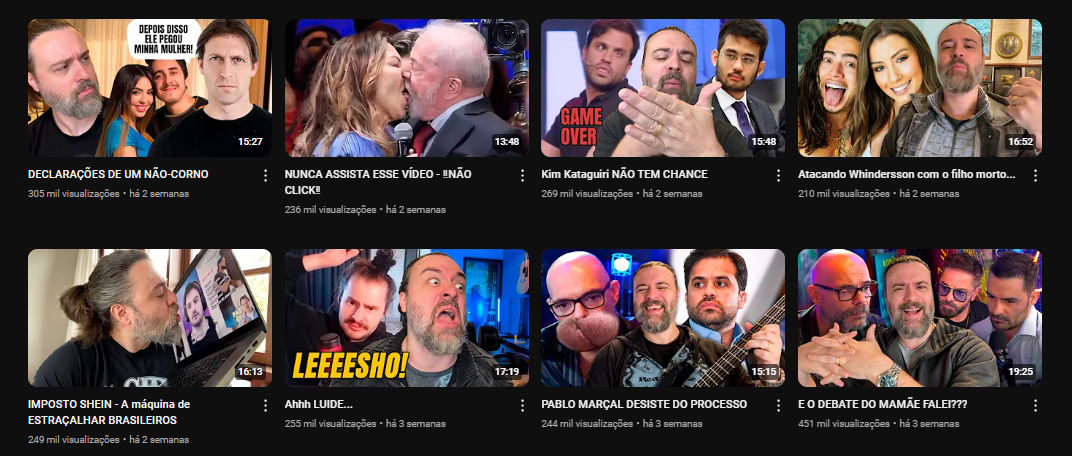 DEPOIS DISSO
ELE PEGOU
MINHA MULHER!
15:27
13:48
GAME
OVER
15:48
16:52
DECLARAÇÕES DE UM NÃO-CORNO
305 mil visualizações • há 2 semanas
NUNCA ASSISTA ESSE VÍDEO - ‼NÃO
CLICK‼
236 mil visualizações • há 2 semanas
Kim Kataguiri NÃO TEM CHANCE
269 mil visualizações • há 2 semanas
Atacando Whindersson com o filho morto...
210 mil visualizações • há 2 semanas
16:13
LEEEESHO!
17:19
15:15
19:25
IMPOSTO SHEIN - A máquina de
ESTRAÇALHAR BRASILEIROS
249 mil visualizações • há 2 semanas
Ahhh LUIDE...
255 mil visualizações • há 3 semanas
PABLO MARÇAL DESISTE DO PROCESSO
244 mil visualizações • há 3 semanas
E O DEBATE DO MAMÃE FALEI???
451 mil visualizações • há 3 semanas